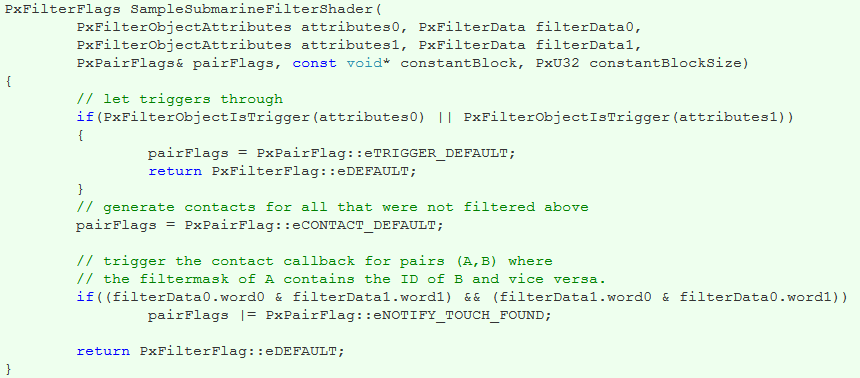 PxFilterFlags SampleSubmarineFilterShader(
        PxFilterObjectAttributes attributes0, PxFilterData filterData0,
        PxFilterObjectAttributes attributes1, PxFilterData filterData1,
        PxPairFlags& pairFlags, const void* constantBlock, PxU32 constantBlockSize)
{
        // let triggers through
        if(PxFilterObjectIsTrigger(attributes0) || PxFilterObjectIsTrigger(attributes1))
        {
                pairFlags = PxPairFlag::eTRIGGER_DEFAULT;
                return PxFilterFlag::eDEFAULT;
        }
        // generate contacts for all that were not filtered above
        pairFlags = PxPairFlag::eCONTACT_DEFAULT;

        // trigger the contact callback for pairs (A,B) where
        // the filtermask of A contains the ID of B and vice versa.
        if((filterData0.word0 & filterData1.word1) && (filterData1.word0 & filterData0.word1))
                pairFlags |= PxPairFlag::eNOTIFY_TOUCH_FOUND;

        return PxFilterFlag::eDEFAULT;
}